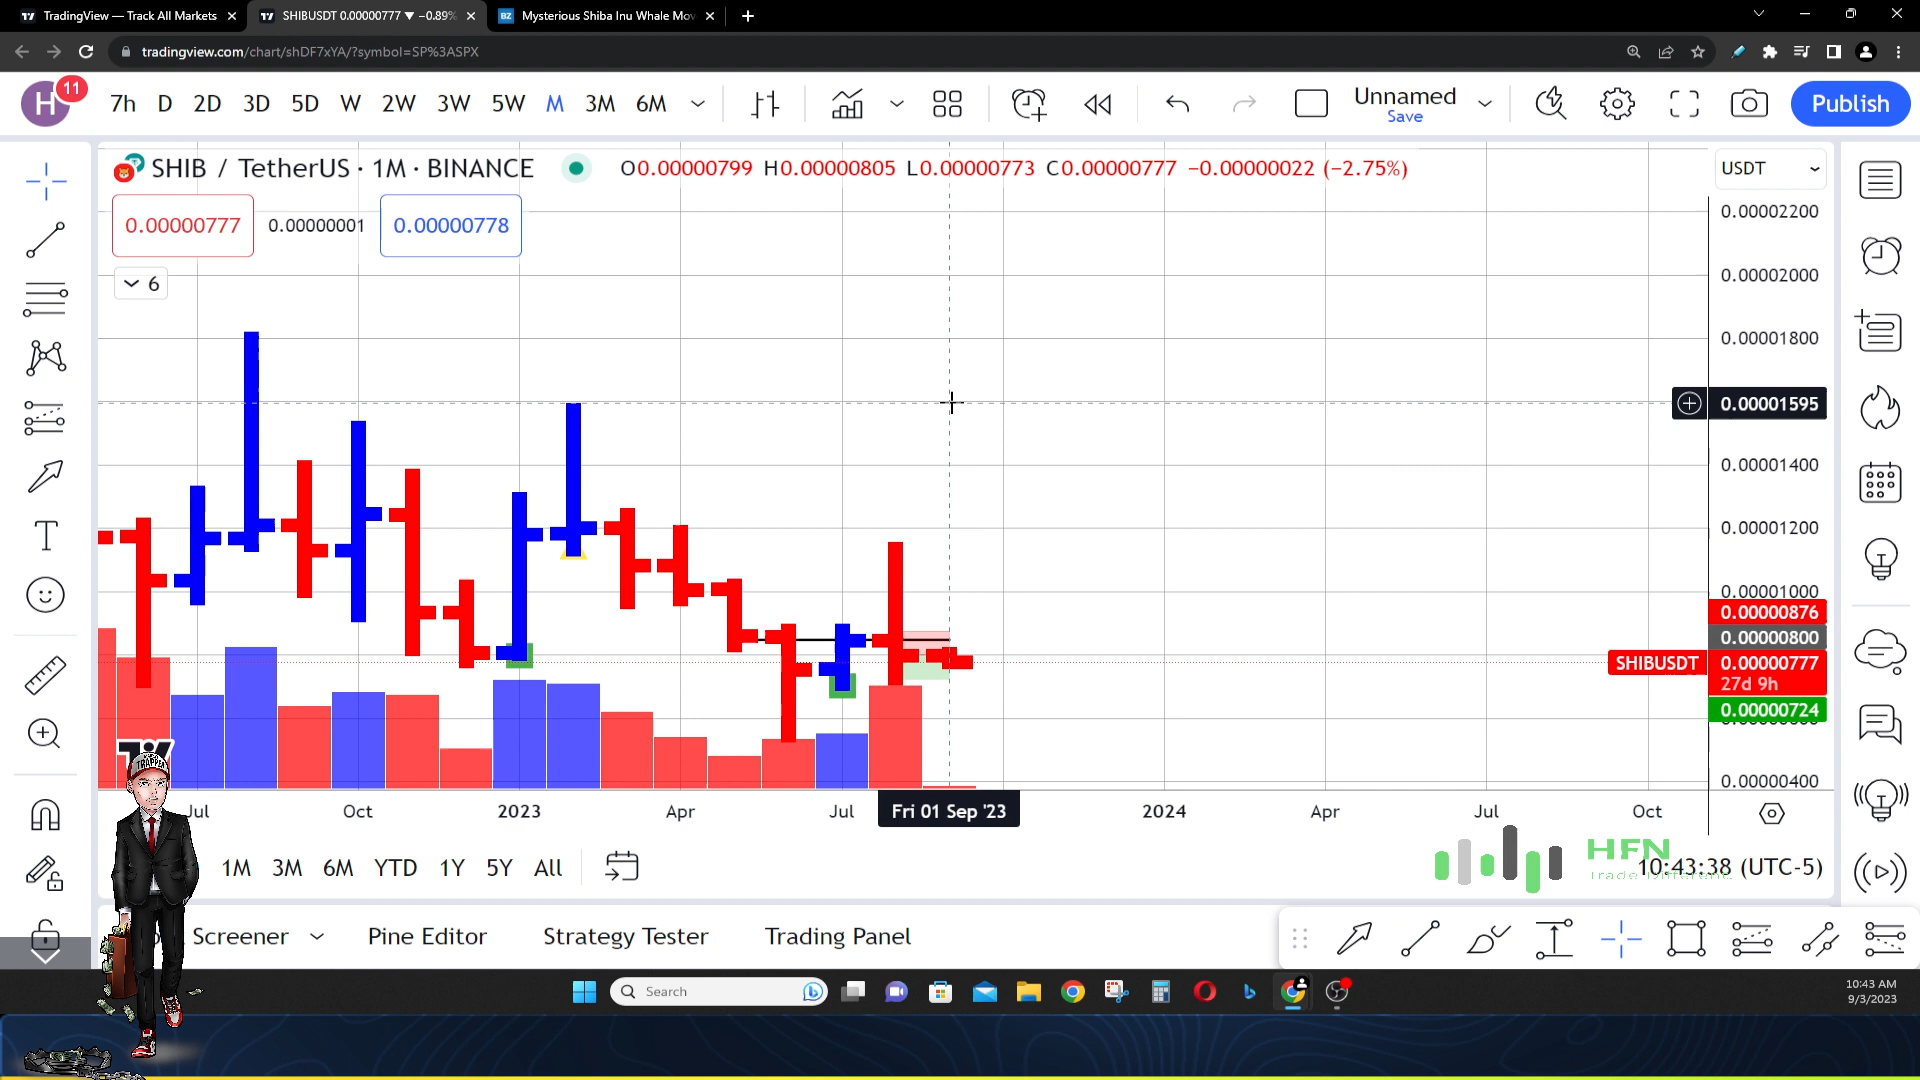 TradingView — Track All Markets
SHIBUSDT 0.00000777 ▼ −0.89%
BZ Mysterious Shiba Inu Whale Mov
tradingview.com/chart/shDF7xYA/?symbol=SP%3ASPX
H 11 7h D 2D 3D 5D W 2W 3W 5W M 3M 6M
Unnamed
Save
Publish
SHIB / TetherUS · 1M · BINANCE
O0.00000799 H0.00000805 L0.00000773 C0.00000777 −0.00000022 (−2.75%)
USDT
0.00000777 0.00000001 0.00000778
6
0.00002200
0.00002000
0.00001800
0.00001595
0.00001400
0.00001200
0.00001000
0.00000876
0.00000800
SHIBUSDT 0.00000777
27d 9h
0.00000724
0.00000400
Jul Oct 2023 Apr Jul Fri 01 Sep '23 2024 Apr Jul Oct
TRAPPER
1M 3M 6M YTD 1Y 5Y All
HFN
10:43:38 (UTC-5)
Trade Different.
Screener Pine Editor Strategy Tester Trading Panel
Search
10:43 AM
9/3/2023